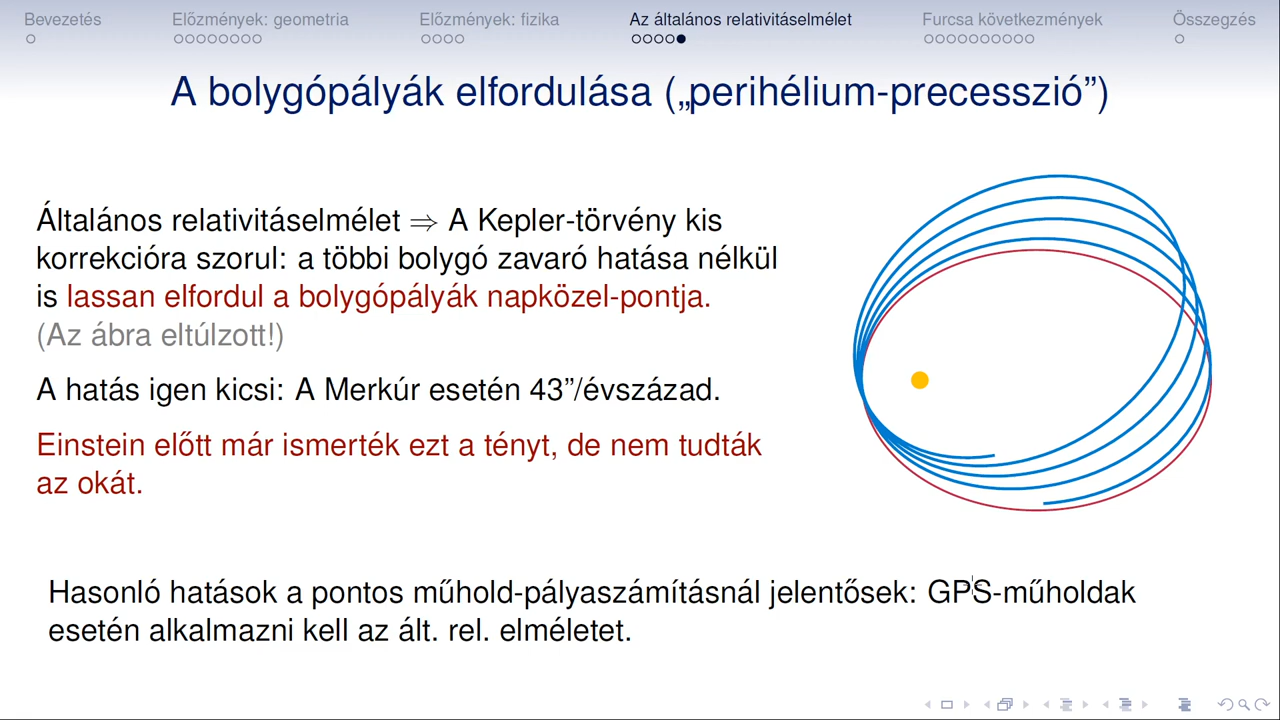 Bevezetés Előzmények: geometria Előzmények: fizika Az általános relativitáselmélet Furcsa következmények Összegzés
A bolygópályák elfordulása („perihélium-precesszió”)
Általános relativitáselmélet ⇒ A Kepler-törvény kis
korrekcióra szorul: a többi bolygó zavaró hatása nélkül
is lassan elfordul a bolygópályák napközel-pontja.
(Az ábra eltúlzott!)
A hatás igen kicsi: A Merkúr esetén 43”/évszázad.
Einstein előtt már ismerték ezt a tényt, de nem tudták
az okát.
Hasonló hatások a pontos műhold-pályaszámításnál jelentősek: GPS-műholdak
esetén alkalmazni kell az ált. rel. elméletet.